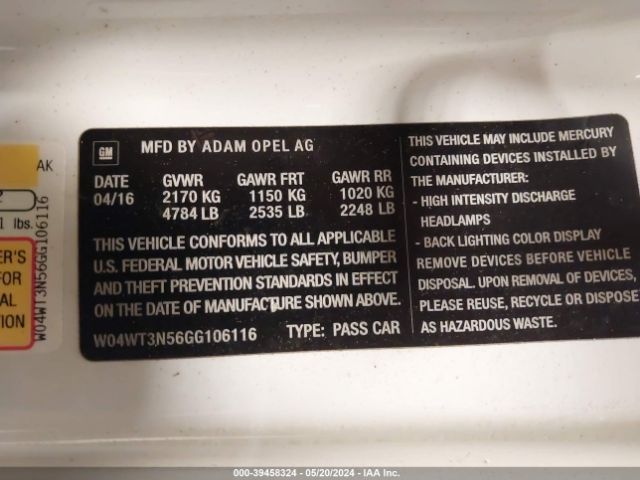 AK
2
1 lbs.
W04WT3N56GG106116
ER'S
FOR
AL
TION
GM
MFD BY ADAM OPEL AG
DATE GVWR GAWR FRT GAWR RR
04/16 2170 KG 1150 KG 1020 KG
4784 LB 2535 LB 2248 LB
THIS VEHICLE CONFORMS TO ALL APPLICABLE
U.S. FEDERAL MOTOR VEHICLE SAFETY, BUMPER
AND THEFT PREVENTION STANDARDS IN EFFECT
ON THE DATE OF MANUFACTURE SHOWN ABOVE.
W04WT3N56GG106116 TYPE: PASS CAR
THIS VEHICLE MAY INCLUDE MERCURY
CONTAINING DEVICES INSTALLED BY
THE MANUFACTURER:
- HIGH INTENSITY DISCHARGE
HEADLAMPS
- BACK LIGHTING COLOR DISPLAY
REMOVE DEVICES BEFORE VEHICLE
DISPOSAL. UPON REMOVAL OF DEVICES,
PLEASE REUSE, RECYCLE OR DISPOSE
AS HAZARDOUS WASTE.
000-39458324 - 05/20/2024 - IAA Inc.